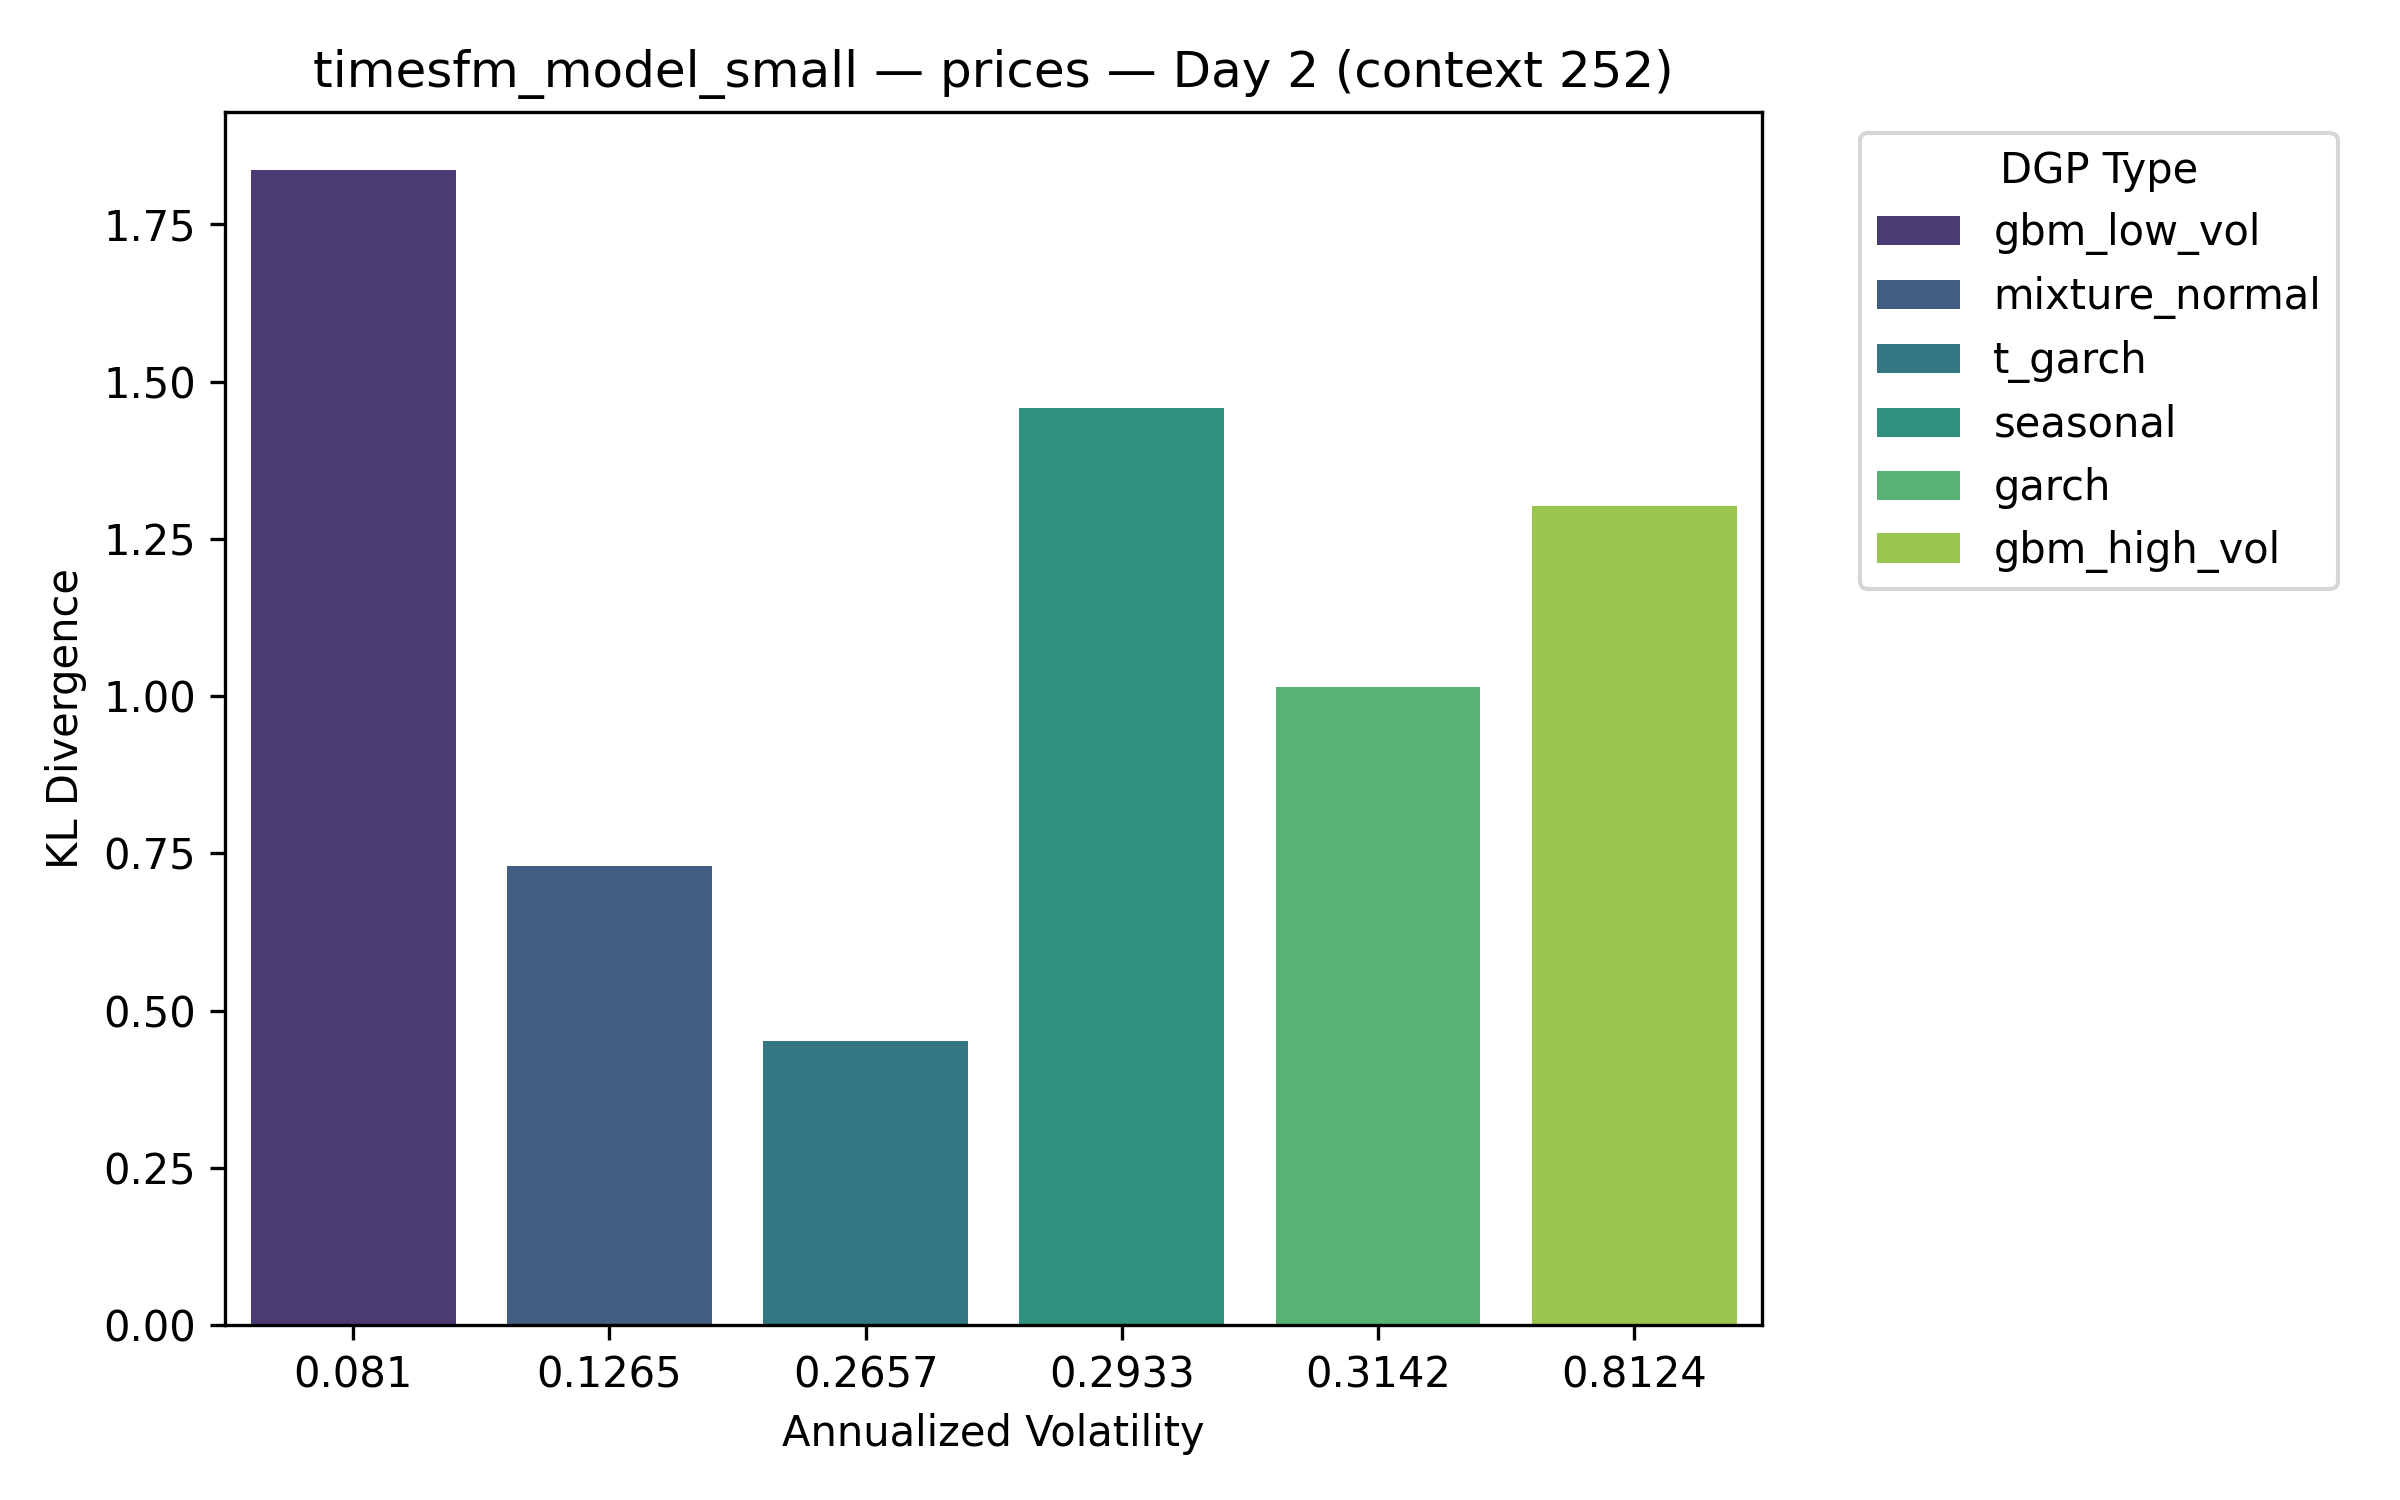 timesfm_model_small — prices — Day 2 (context 252)
KL Divergence
1.75
1.50
1.25
1.00
0.75
0.50
0.25
0.00
0.081 0.1265 0.2657 0.2933 0.3142 0.8124
Annualized Volatility
DGP Type
gbm_low_vol
mixture_normal
t_garch
seasonal
garch
gbm_high_vol